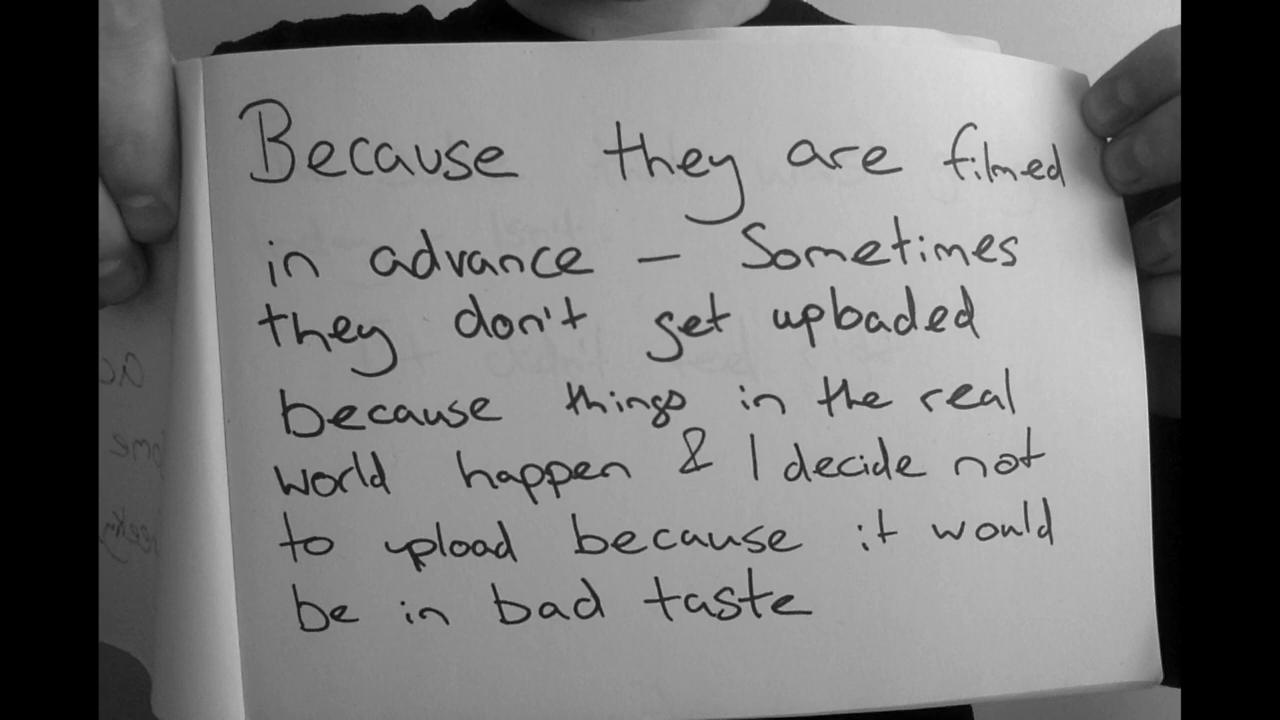 Because they are filmed
in advance – Sometimes
they don't get uploaded
because things in the real
world happen & I decide not
to upload because it would
be in bad taste